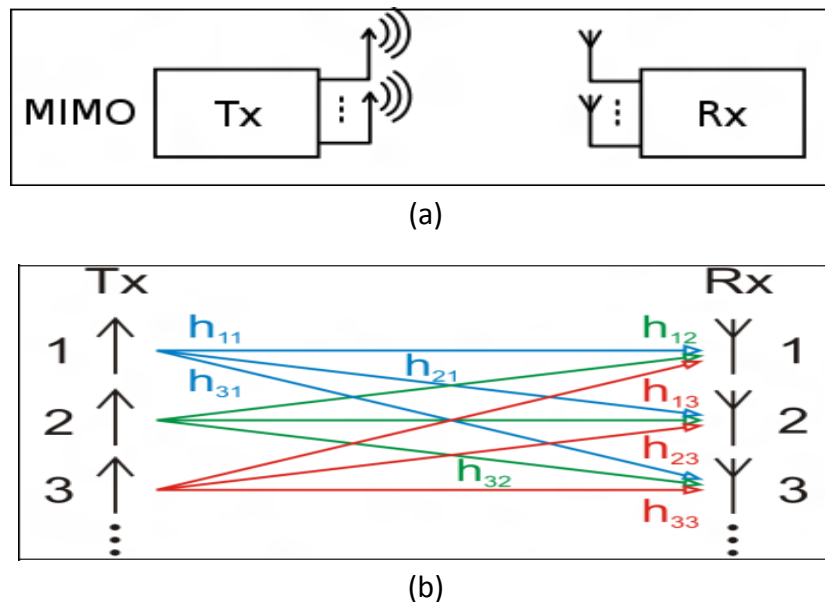 MIMO Tx Rx
(a)
Tx Rx
h11 h12
1 1
h21
h31
h13
2 2
h23
h32
3 3
h33
(b)